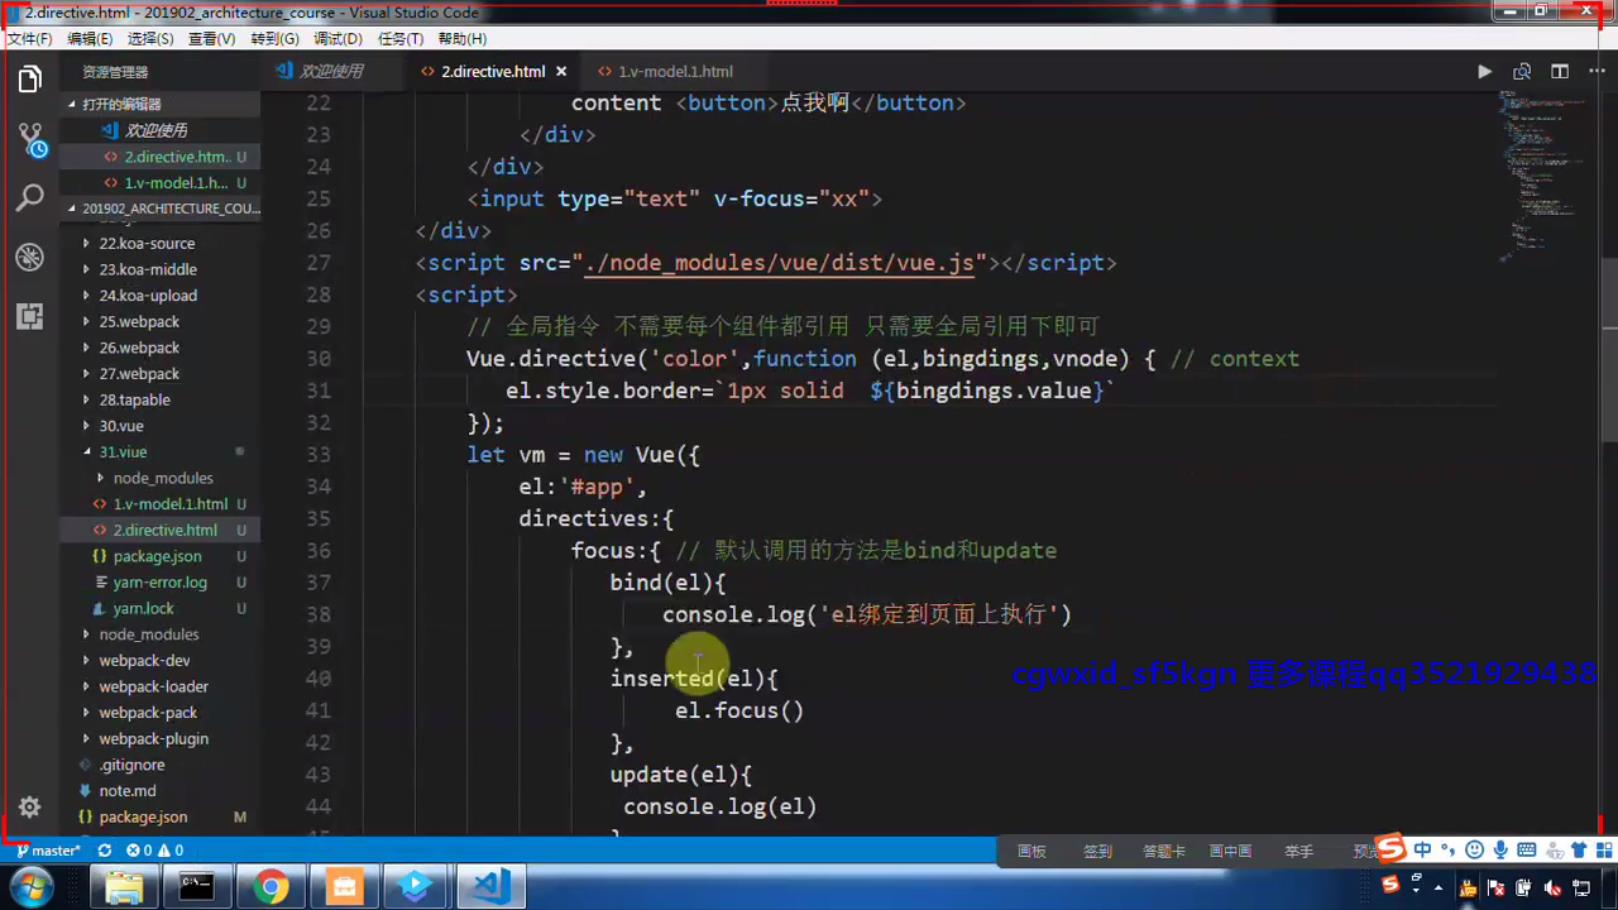 2.directive.html - 201902_architecture_course - Visual Studio Code
文件(F) 编辑(E) 选择(S) 查看(V) 转到(G) 调试(D) 任务(T) 帮助(H)
资源管理器
欢迎使用
2.directive.html
1.v-model.1.html
打开的编辑器
欢迎使用
2.directive.htm.. U
1.v-model.1.h... U
201902_ARCHITECTURE_COU...
22.koa-source
23.koa-middle
24.koa-upload
25.webpack
26.webpack
27.webpack
28.tapable
30.vue
31.viue
node_modules
1.v-model.1.html U
2.directive.html U
package.json U
yarn-error.log U
yarn.lock U
node_modules
webpack-dev
webpack-loader
webpack-pack
webpack-plugin
.gitignore
note.md
package.json M
22 content <button>点我啊</button>
23 </div>
24 </div>
25 <input type="text" v-focus="xx">
26 </div>
27 <script src="./node_modules/vue/dist/vue.js"></script>
28 <script>
29 // 全局指令 不需要每个组件都引用 只需要全局引用下即可
30 Vue.directive('color',function (el,bingdings,vnode) { // context
31 el.style.border=`1px solid  ${bingdings.value}`
32 });
33 let vm = new Vue({
34 el:'#app',
35 directives:{
36 focus:{ // 默认调用的方法是bind和update
37 bind(el){
38 console.log('el绑定到页面上执行')
39 },
40 inserted(el){
41 el.focus()
42 },
43 update(el){
44 console.log(el)
cgwxid_sf5kgn 更多课程qq3521929438
master* 0 0
画板 签到 答题卡 画中画 举手 预览
中